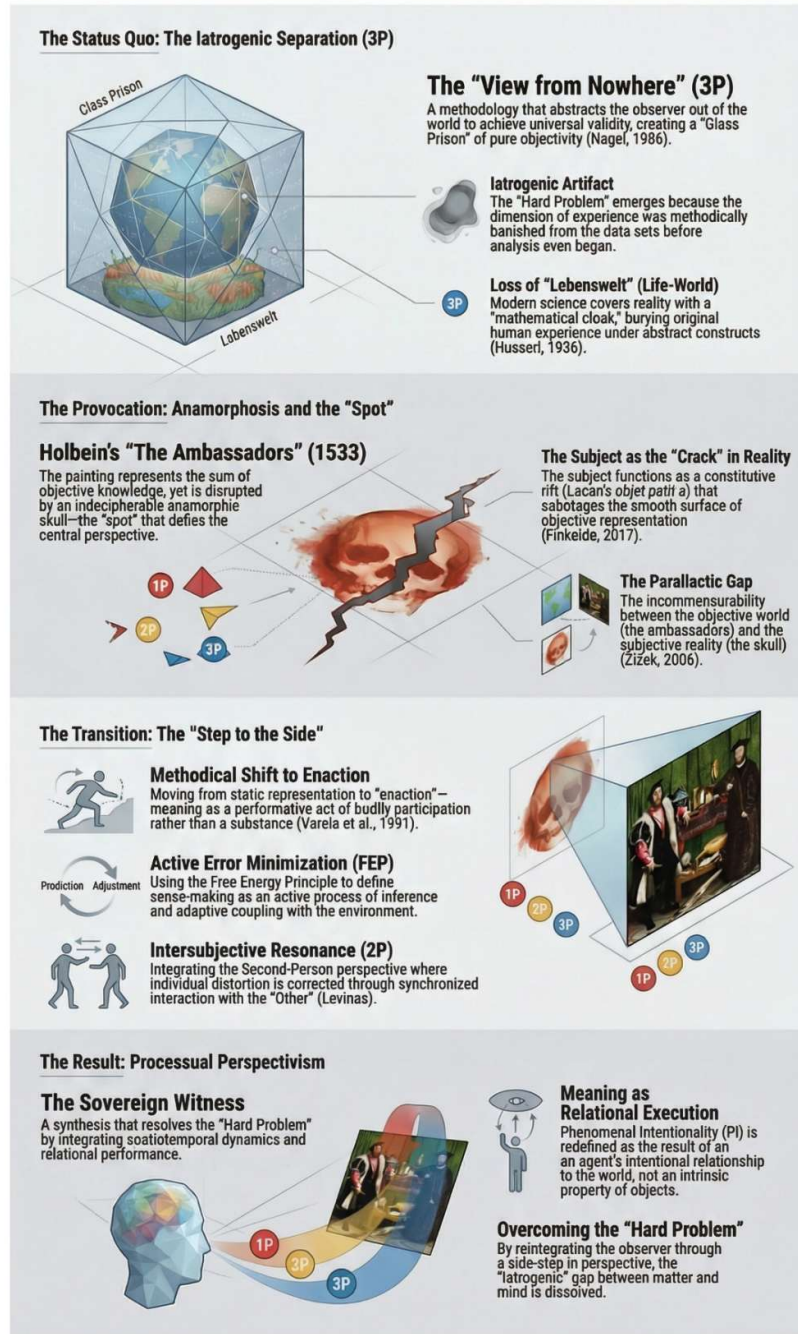 The Status Quo: The Iatrogenic Separation (3P)
Glass Prison
Labenswelt
The “View from Nowhere” (3P)
A methodology that abstracts the observer out of the
world to achieve universal validity, creating a “Glass
Prison” of pure objectivity (Nagel, 1986).
Iatrogenic Artifact
The "Hard Problem" emerges because the
dimension of experience was methodically
banished from the data sets before
analysis even began.
3P
Loss of “Lebenswelt” (Life-World)
Modern science covers reality with a
"mathematical cloak," burying original
human experience under abstract constructs
(Husserl, 1936).
The Provocation: Anamorphosis and the “Spot”
Holbein’s “The Ambassadors” (1533)
The painting represents the sum of
objective knowledge, yet is disrupted
by an indecipherable anamorphie
skull—the “spot” that defies the
central perspective.
1P
2P
3P
The Subject as the “Crack” in Reality
The subject functions as a constitutive
rift (Lacan's objet patit a) that
sabotages the smooth surface of
objective representation
(Finkeide, 2017).
The Parallactic Gap
The incommensurability
between the objective world
(the ambassadors) and the
subjective reality (the skull)
(Žižek, 2006).
The Transition: The "Step to the Side"
Methodical Shift to Enaction
Moving from static representation to “enaction”—
meaning as a performative act of budlly participation
rather than a substance (Varela et al., 1991).
Prodiction Adjustment
Active Error Minimization (FEP)
Using the Free Energy Principle to define
sense-making as an active process of inference
and adaptive coupling with the environment.
Intersubjective Resonance (2P)
Integrating the Second-Person perspective where
individual distortion is corrected through synchronized
interaction with the “Other” (Levinas).
1P
2P
3P
1P
2P
3P
The Result: Processual Perspectivism
The Sovereign Witness
A synthesis that resolves the “Hard Problem”
by integrating soatiotemporal dynamics and
relational performance.
1P
3P
3P
Meaning as
Relational Execution
Phenomenal Intentionality (PI) is
redefined as the result of an
an agent's intentional relationship
to the world, not an intrinsic
property of objects.
Overcoming the “Hard Problem”
By reintegrating the observer through
a side-step in perspective, the
“Iatrogenic” gap between matter and
mind is dissolved.